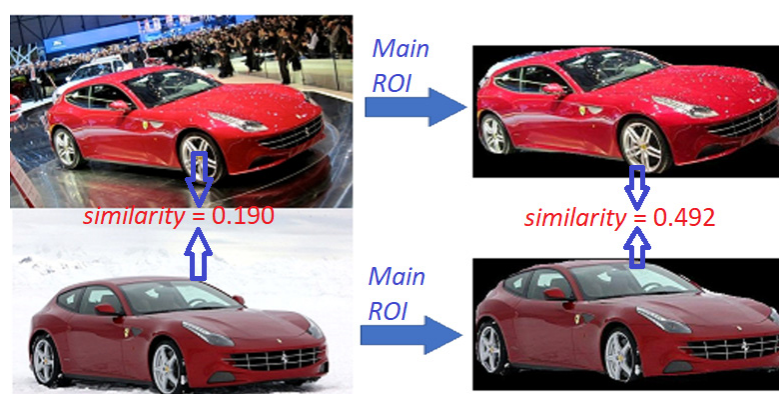 Main
ROI
similarity = 0.190
similarity = 0.492
Main
ROI